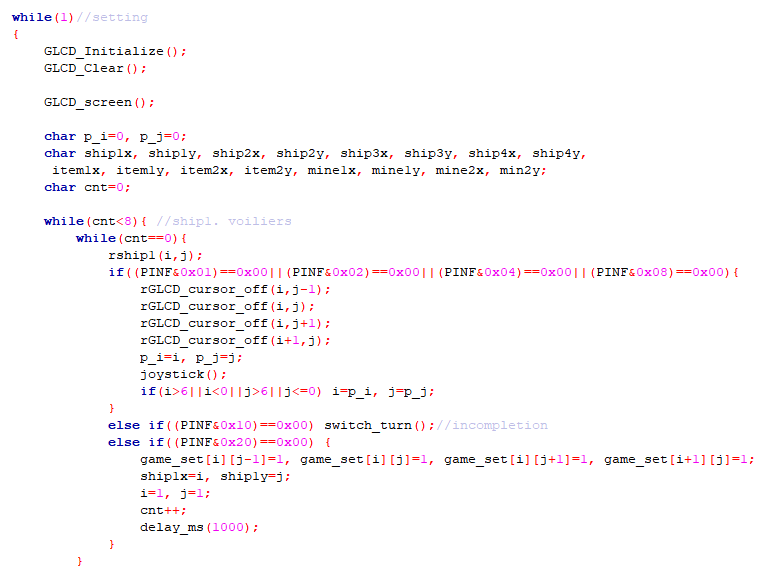 while(1)//setting
{
    GLCD_Initialize();
    GLCD_Clear();

    GLCD_screen();

    char p_i=0, p_j=0;
    char ship1x, ship1y, ship2x, ship2y, ship3x, ship3y, ship4x, ship4y,
     item1x, item1y, item2x, item2y, mine1x, mine1y, mine2x, min2y;
    char cnt=0;

    while(cnt<8){ //ship1. voiliers
        while(cnt==0){
            rship1(i,j);
            if((PINF&0x01)==0x00||(PINF&0x02)==0x00||(PINF&0x04)==0x00||(PINF&0x08)==0x00){
                rGLCD_cursor_off(i,j-1);
                rGLCD_cursor_off(i,j);
                rGLCD_cursor_off(i,j+1);
                rGLCD_cursor_off(i+1,j);
                p_i=i, p_j=j;
                joystick();
                if(i>6||i<0||j>6||j<=0) i=p_i, j=p_j;
            }
            else if((PINF&0x10)==0x00) switch_turn();//incompletion
            else if((PINF&0x20)==0x00) {
                game_set[i][j-1]=1, game_set[i][j]=1, game_set[i][j+1]=1, game_set[i+1][j]=1;
                ship1x=i, ship1y=j;
                i=1, j=1;
                cnt++;
                delay_ms(1000);
            }
        }